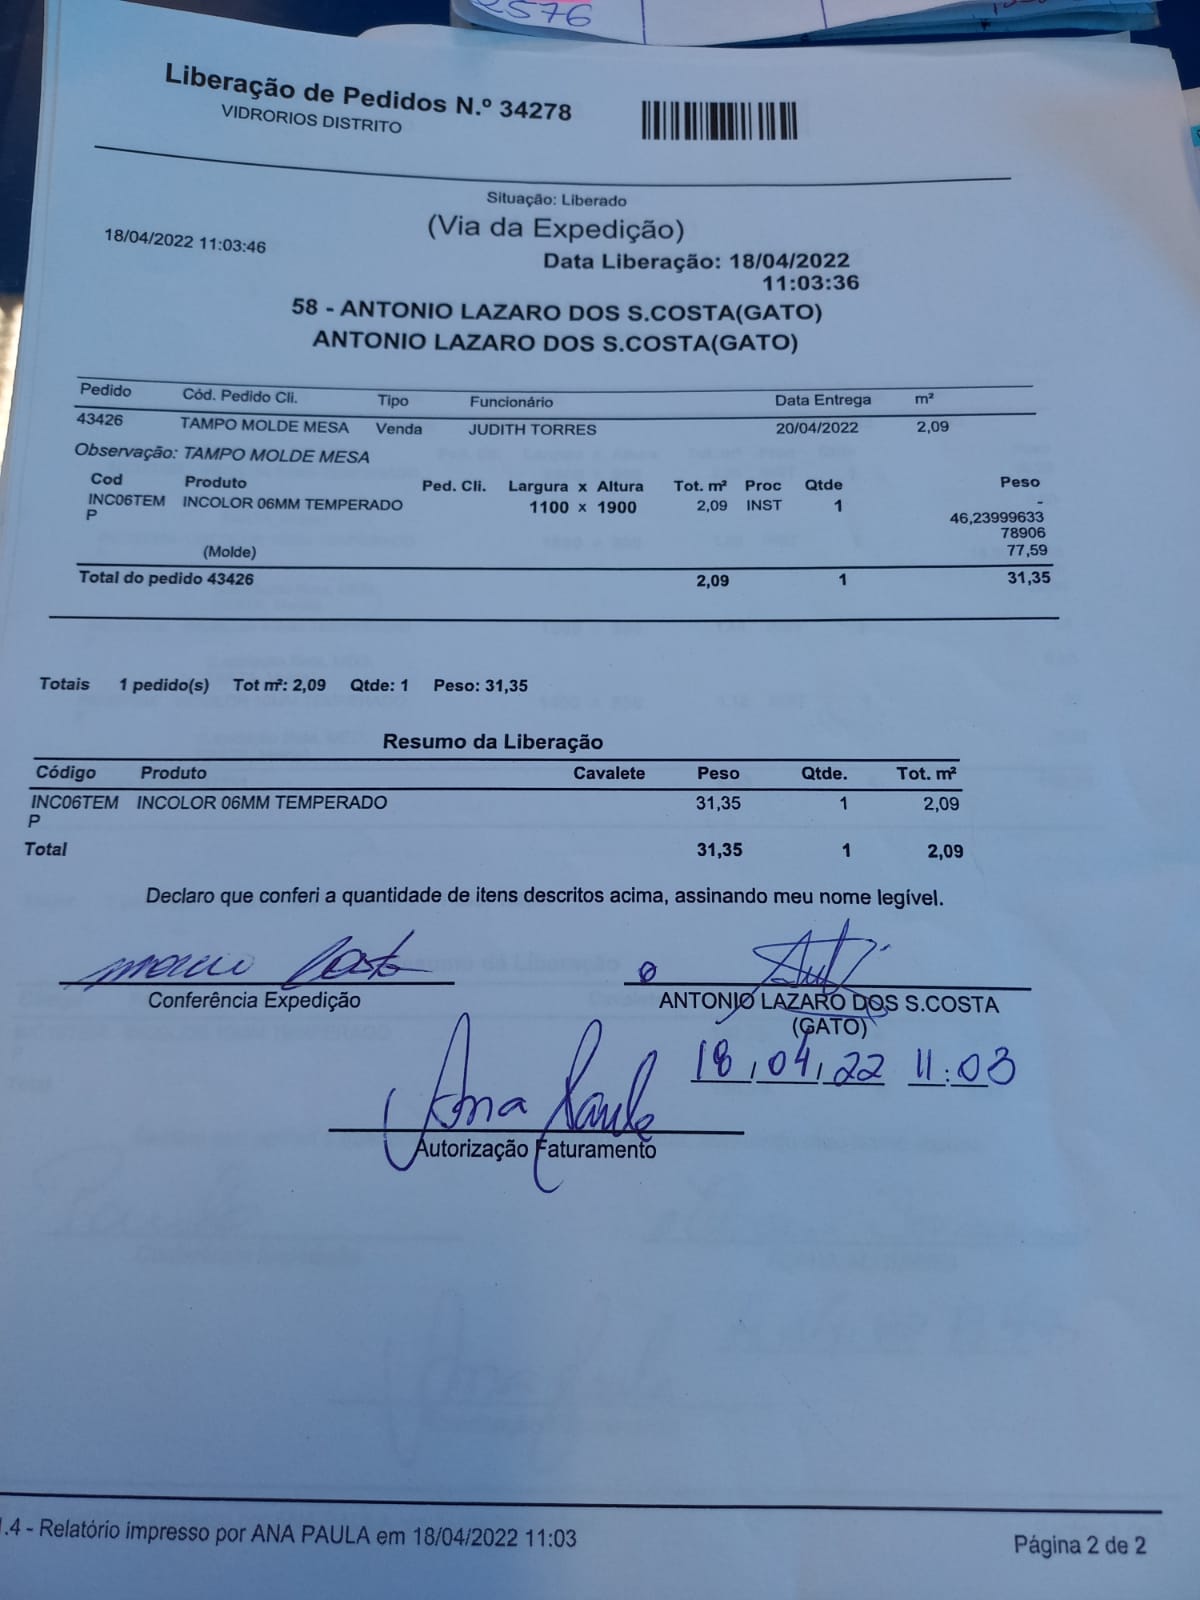 2576
Liberação de Pedidos N.º 34278
VIDRORIOS DISTRITO
Situação: Liberado
(Via da Expedição)
18/04/2022 11:03:46
Data Liberação: 18/04/2022
11:03:36
58 - ANTONIO LAZARO DOS S.COSTA(GATO)
ANTONIO LAZARO DOS S.COSTA(GATO)
Pedido Cód. Pedido Cli. Tipo Funcionário Data Entrega m²
43426 TAMPO MOLDE MESA Venda JUDITH TORRES 20/04/2022 2,09
Observação: TAMPO MOLDE MESA
Cod Produto Ped. Cli. Largura x Altura Tot. m² Proc Qtde Peso
INC06TEM INCOLOR 06MM TEMPERADO 1100 x 1900 2,09 INST 1 -
P 46,23999633
78906
(Molde) 77,59
Total do pedido 43426 2,09 1 31,35
Totais 1 pedido(s) Tot m²: 2,09 Qtde: 1 Peso: 31,35
Resumo da Liberação
Código Produto Cavalete Peso Qtde. Tot. m²
INC06TEM INCOLOR 06MM TEMPERADO 31,35 1 2,09
P
Total 31,35 1 2,09
Declaro que conferi a quantidade de itens descritos acima, assinando meu nome legível.
Conferência Expedição
ANTONIO LAZARO DOS S.COSTA
(GATO)
18,04,22 11:03
Ana Paula
Autorização Faturamento
.4 - Relatório impresso por ANA PAULA em 18/04/2022 11:03
Página 2 de 2